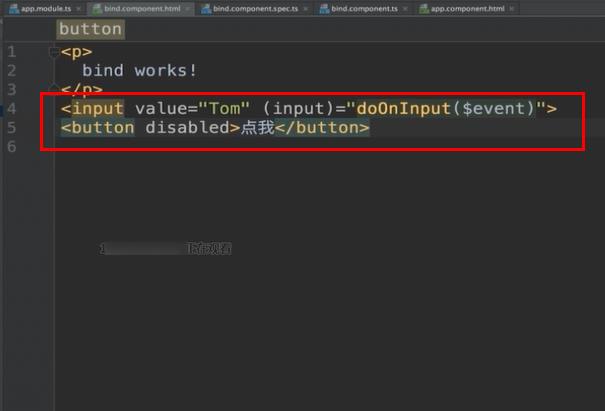 app.module.ts × bind.component.html × bind.component.spec.ts × bind.component.ts × app.component.html ×
button
1 <p>
2 bind works!
3 </p>
4 <input value="Tom" (input)="doOnInput($event)">
5 <button disabled>点我</button>
6
正在观看